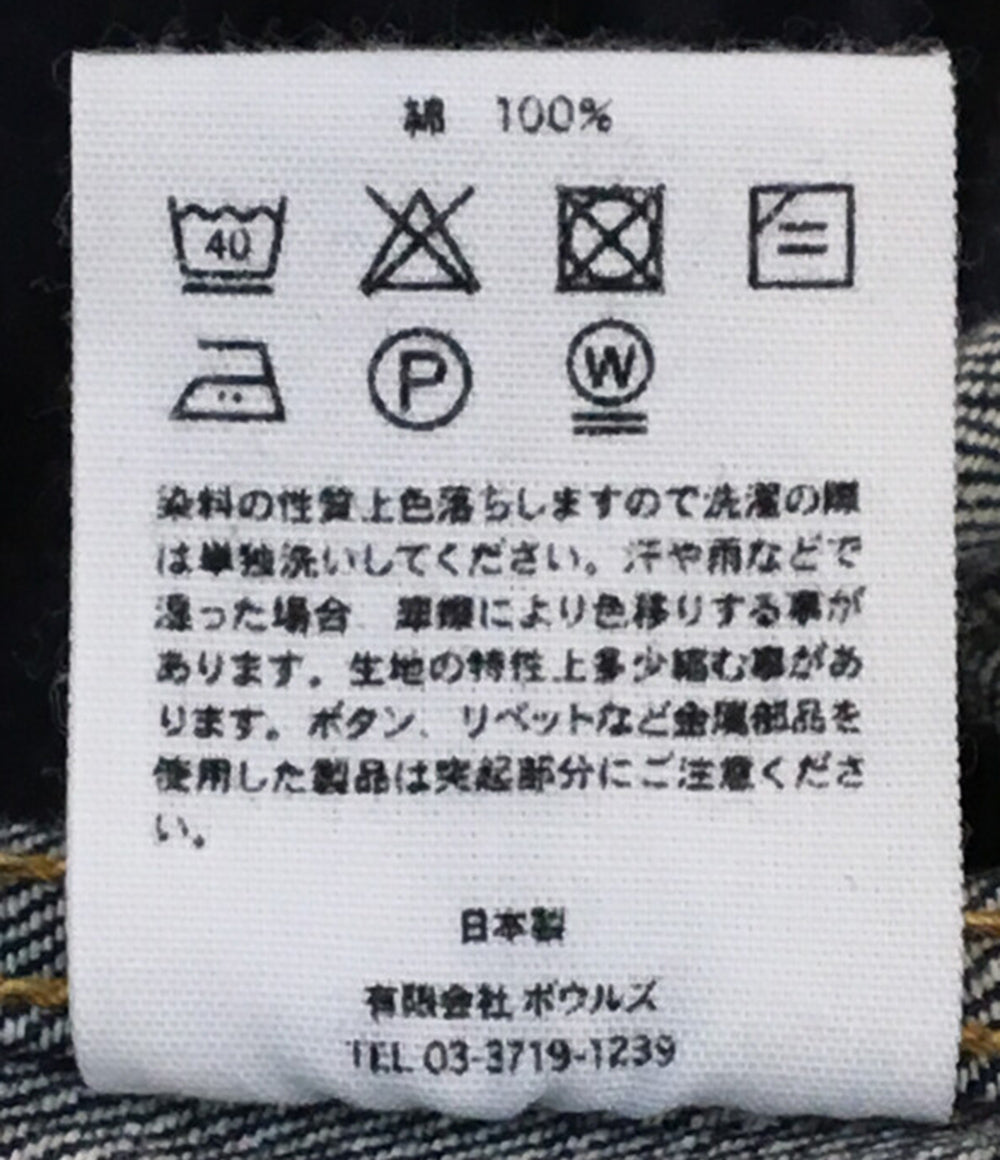 綿 100%
40
P
W
染料の性質上色落ちしますので洗濯の際
は単独洗いしてください。汗や雨などで
湿った場合、摩擦により色移りする事が
あります。生地の特性上多少縮む事があ
ります。ボタン、リベットなど金属部品を
使用した製品は突起部分にご注意くださ
い。
日本製
有限会社 ボウルズ
TEL 03-3719-1239